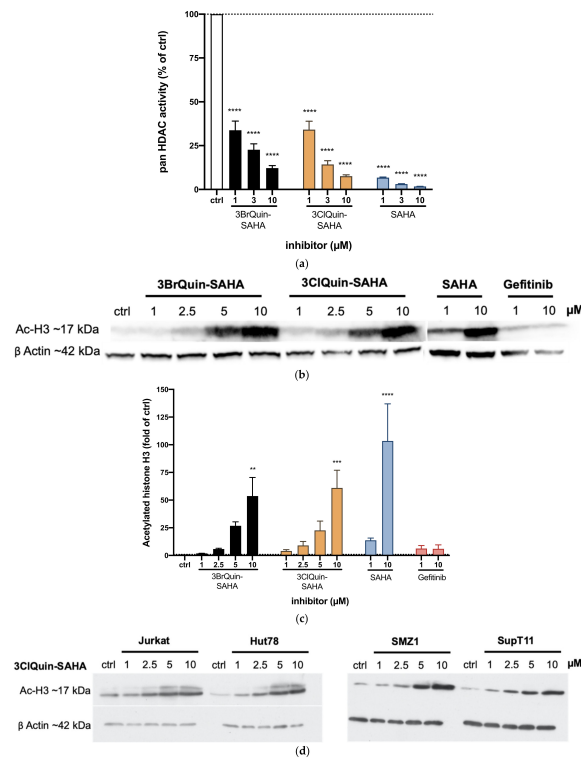 pan HDAC activity (% of ctrl)
100
75
50
25
0
**** **** **** **** **** **** **** **** ****
ctrl 1 3 10 1 3 10 1 3 10
3BrQuin-SAHA 3ClQuin-SAHA SAHA
inhibitor (µM)
(a)
3BrQuin-SAHA 3ClQuin-SAHA SAHA Gefitinib
ctrl 1 2.5 5 10 1 2.5 5 10 1 10 1 10 µM
Ac-H3 ~17 kDa
β Actin ~42 kDa
(b)
Acetylated histone H3 (fold of ctrl)
150
125
100
75
50
25
0
** *** ****
ctrl 1 2.5 5 10 1 2.5 5 10 1 10 1 10
3BrQuin-SAHA 3ClQuin-SAHA SAHA Gefitinib
inhibitor (µM)
(c)
Jurkat Hut78 SMZ1 SupT11
3ClQuin-SAHA ctrl 1 2.5 5 10 ctrl 1 2.5 5 10 ctrl 1 2.5 5 10 ctrl 1 2.5 5 10 µM
Ac-H3 ~17 kDa
β Actin ~42 kDa
(d)